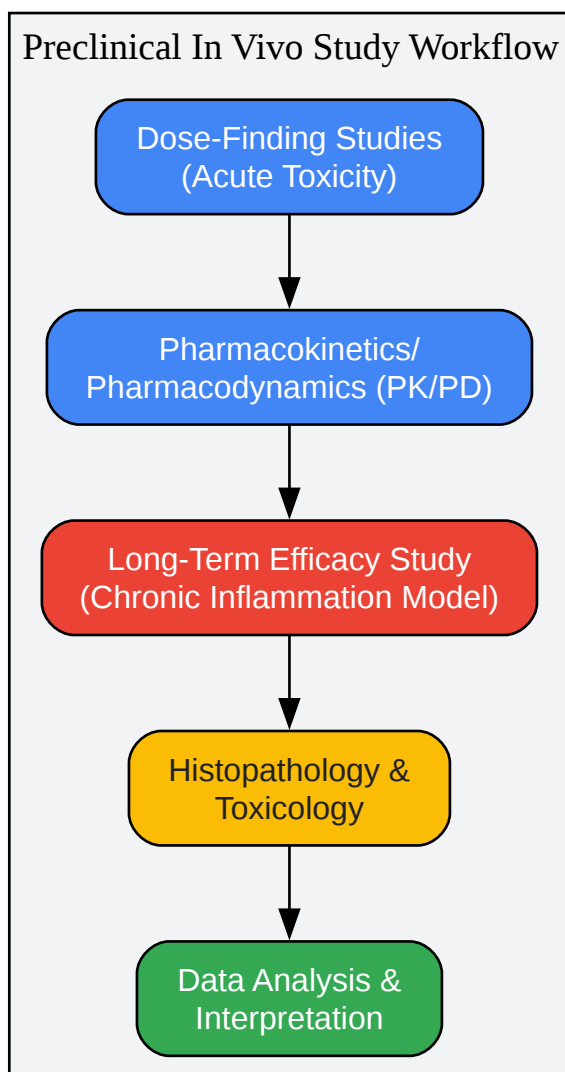 Preclinical In Vivo Study Workflow
Dose-Finding Studies
(Acute Toxicity)
Pharmacokinetics/
Pharmacodynamics (PK/PD)
Long-Term Efficacy Study
(Chronic Inflammation Model)
Histopathology &
Toxicology
Data Analysis &
Interpretation